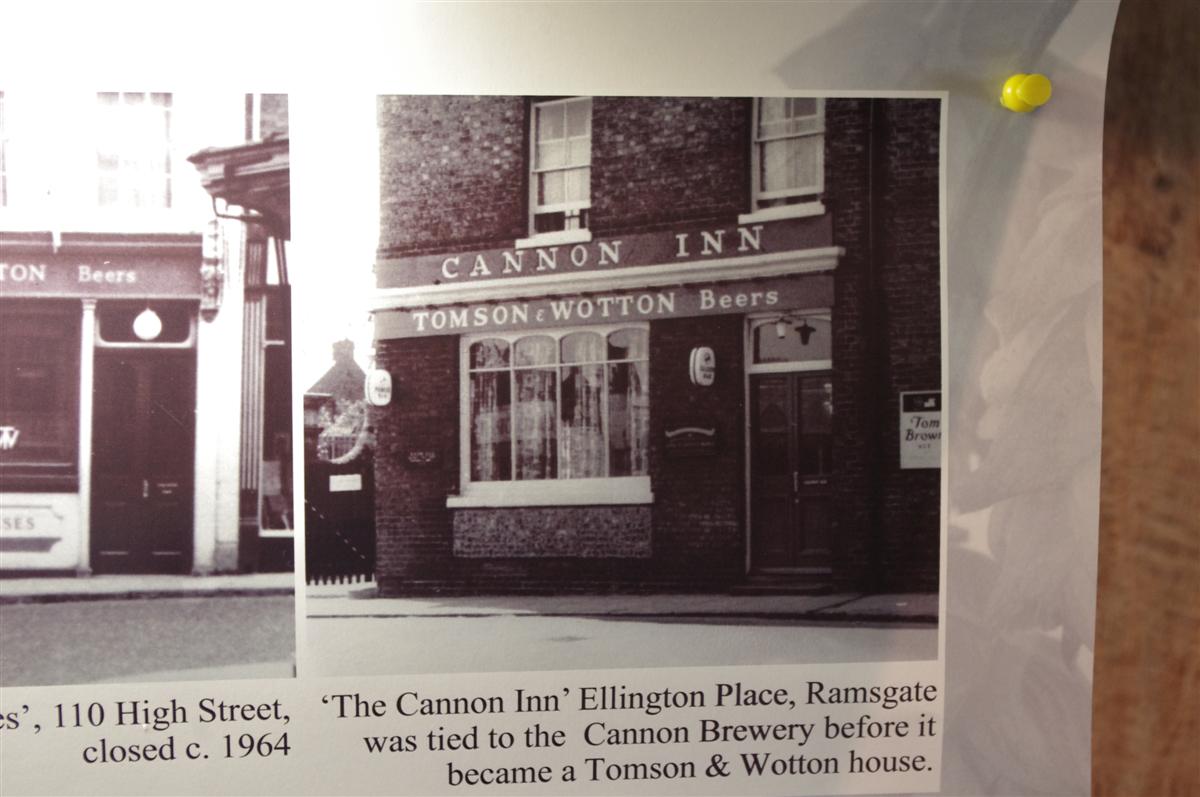 TON Beers
SES
es’, 110 High Street,
closed c. 1964
CANNON INN
TOMSON & WOTTON Beers
Tom
Brown
‘The Cannon Inn’ Ellington Place, Ramsgate
was tied to the Cannon Brewery before it
became a Tomson & Wotton house.